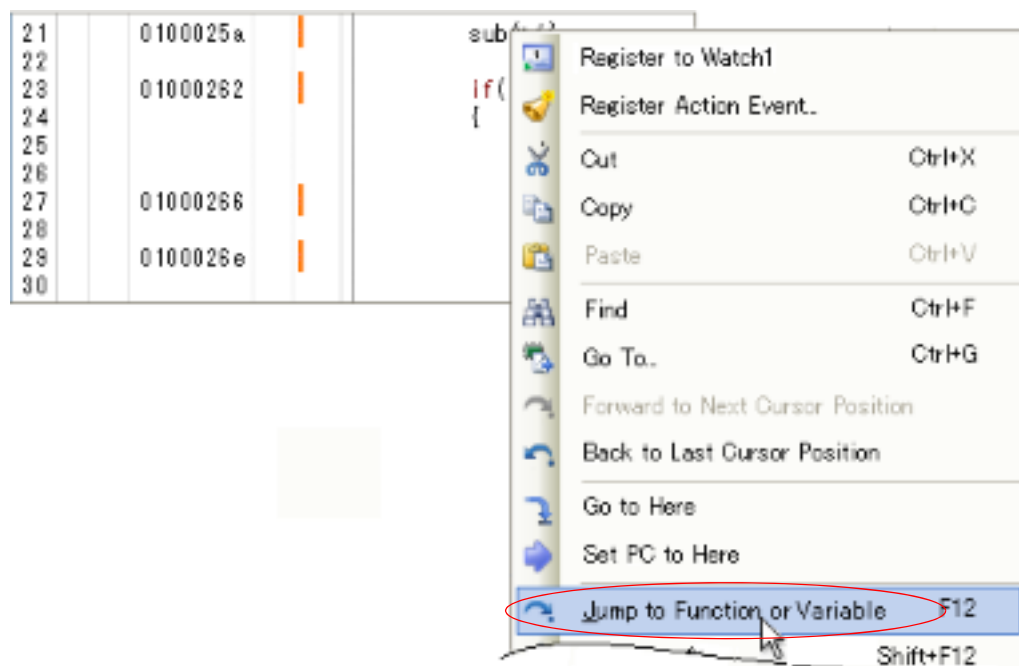 21 0100025a sub(
22
23 01000262 if(
24 {
25
26
27 01000266
28
29 0100026e
30
Register to Watch1
Register Action Event..
Cut Ctrl+X
Copy Ctrl+C
Paste Ctrl+V
Find Ctrl+F
Go To.. Ctrl+G
Forward to Next Cursor Position
Back to Last Cursor Position
Go to Here
Set PC to Here
Jump to Function or Variable F12
Shift+F12